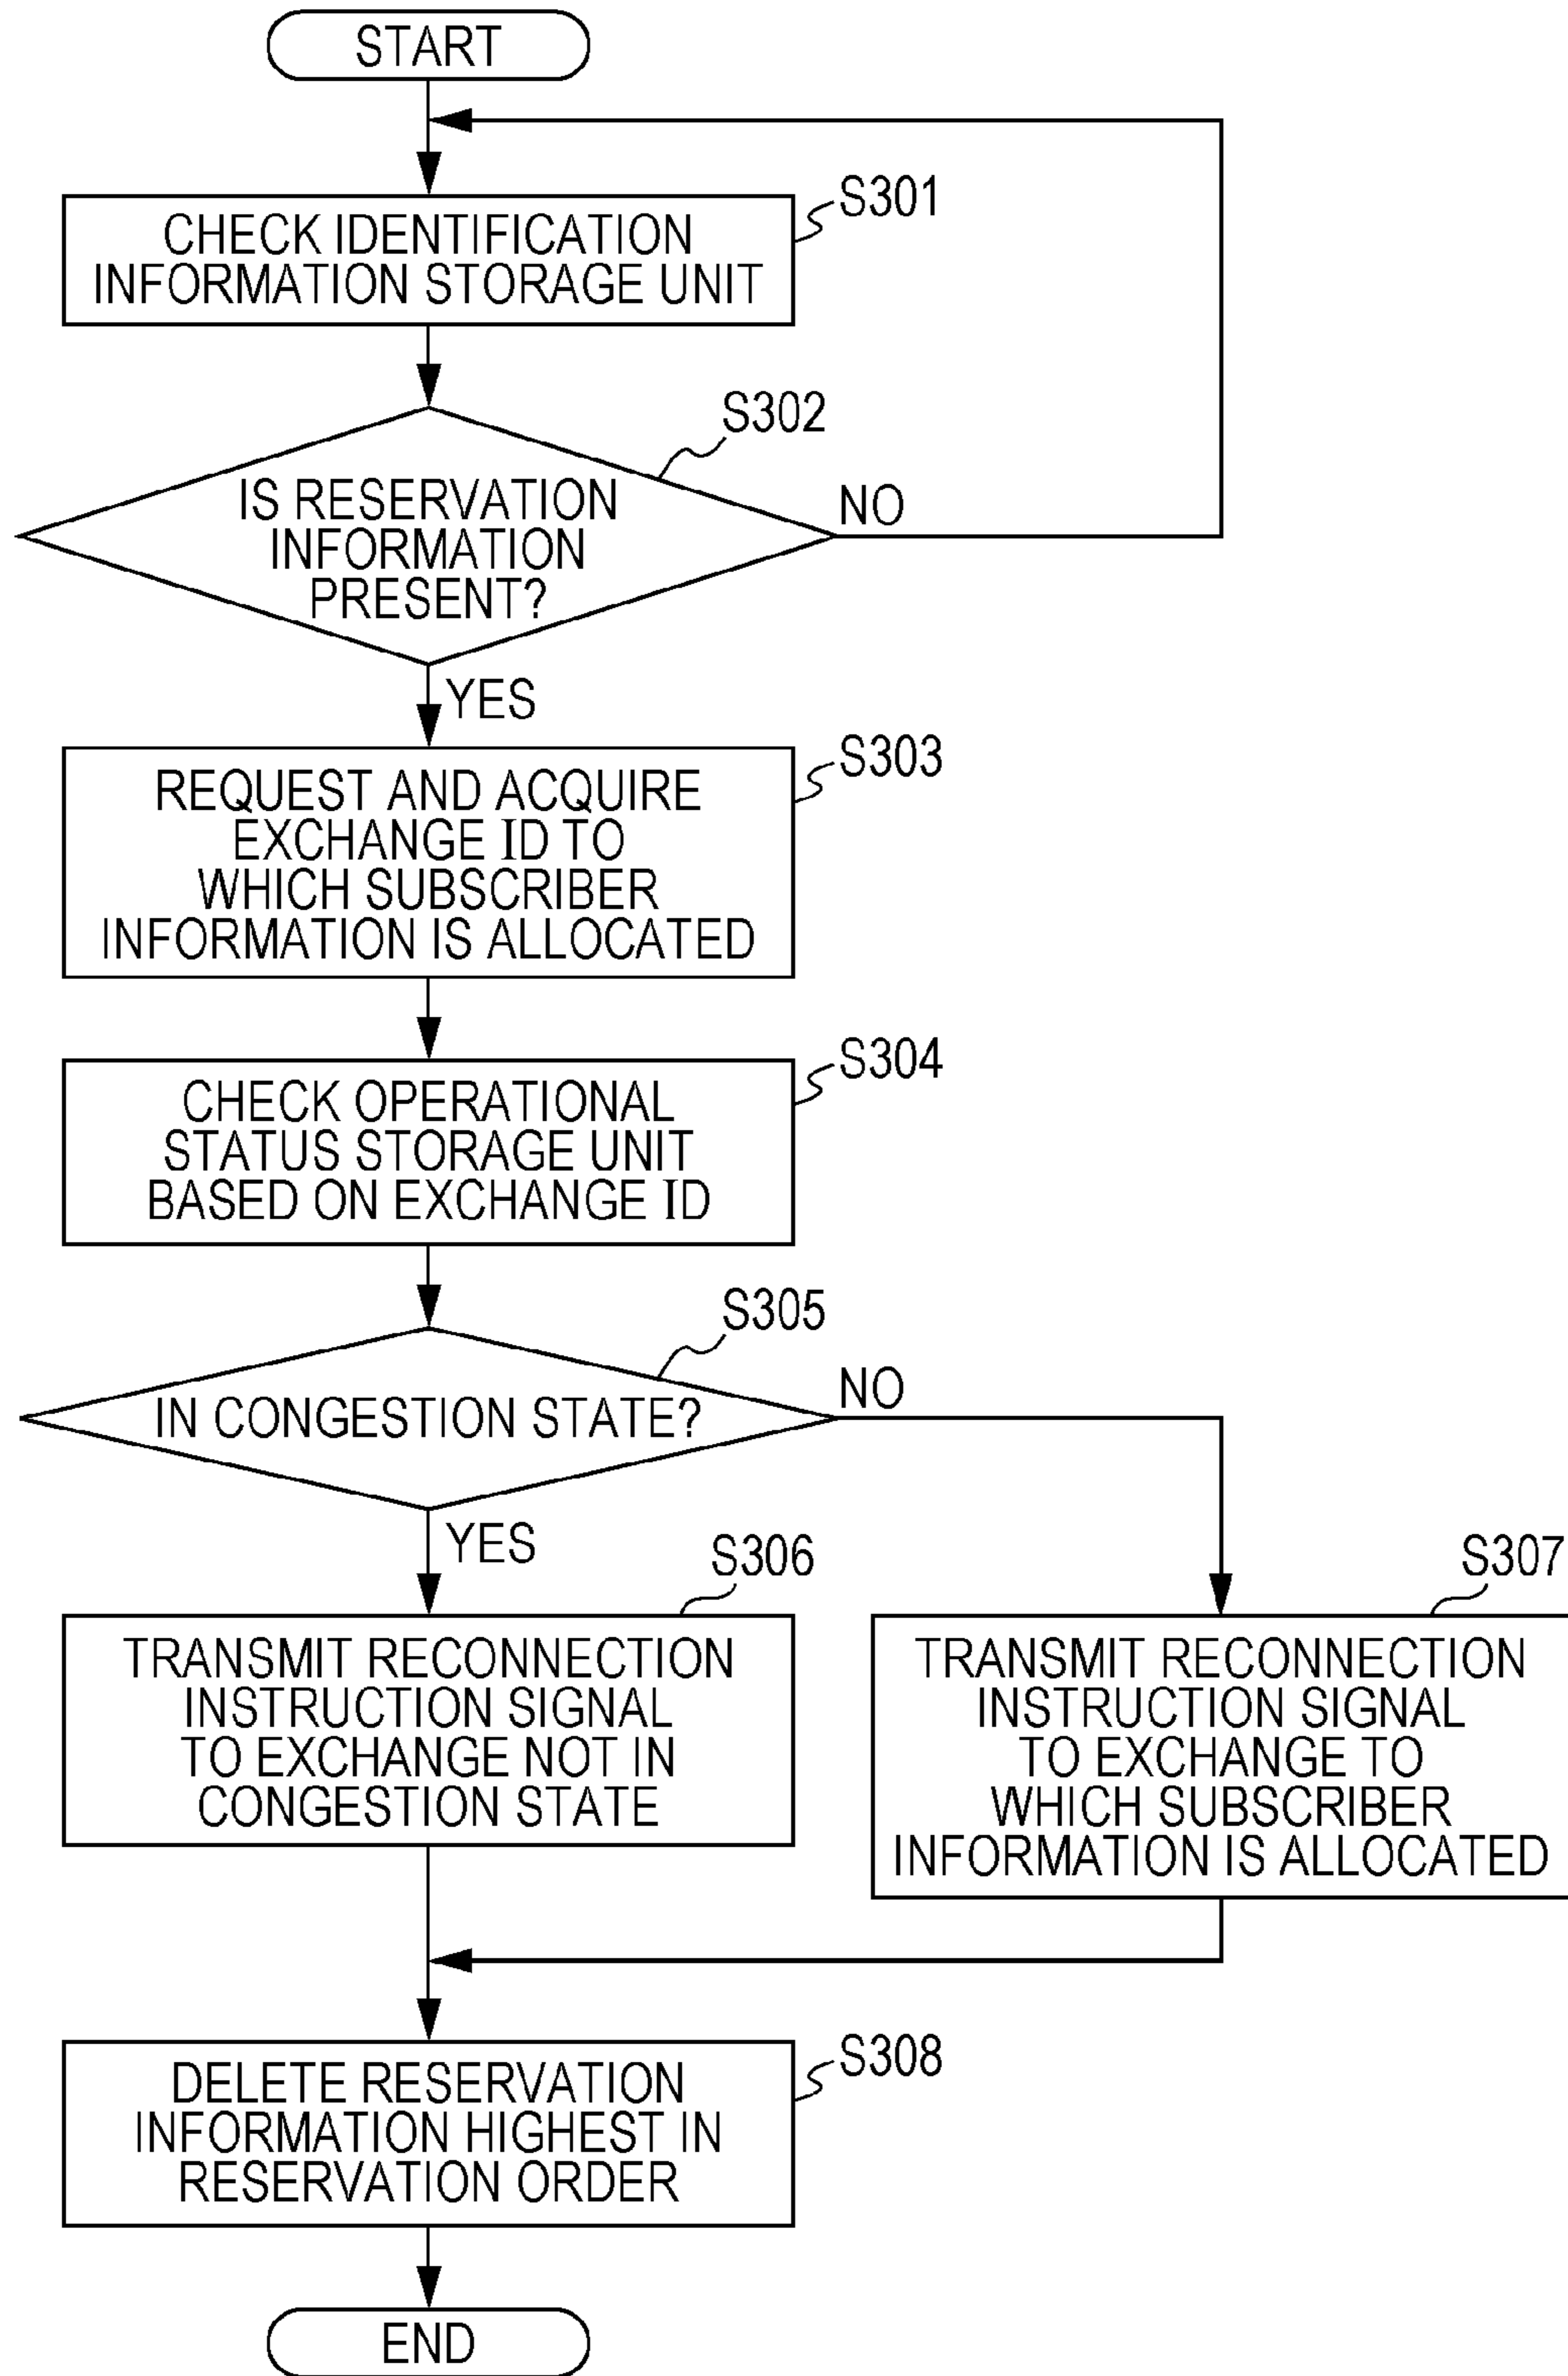 START
S301
CHECK IDENTIFICATION
INFORMATION STORAGE UNIT
S302
IS RESERVATION
INFORMATION
PRESENT?
NO
YES
S303
REQUEST AND ACQUIRE
EXCHANGE ID TO
WHICH SUBSCRIBER
INFORMATION IS ALLOCATED
S304
CHECK OPERATIONAL
STATUS STORAGE UNIT
BASED ON EXCHANGE ID
S305
IN CONGESTION STATE?
NO
YES
S306
TRANSMIT RECONNECTION
INSTRUCTION SIGNAL
TO EXCHANGE NOT IN
CONGESTION STATE
S307
TRANSMIT RECONNECTION
INSTRUCTION SIGNAL
TO EXCHANGE TO
WHICH SUBSCRIBER
INFORMATION IS ALLOCATED
S308
DELETE RESERVATION
INFORMATION HIGHEST IN
RESERVATION ORDER
END